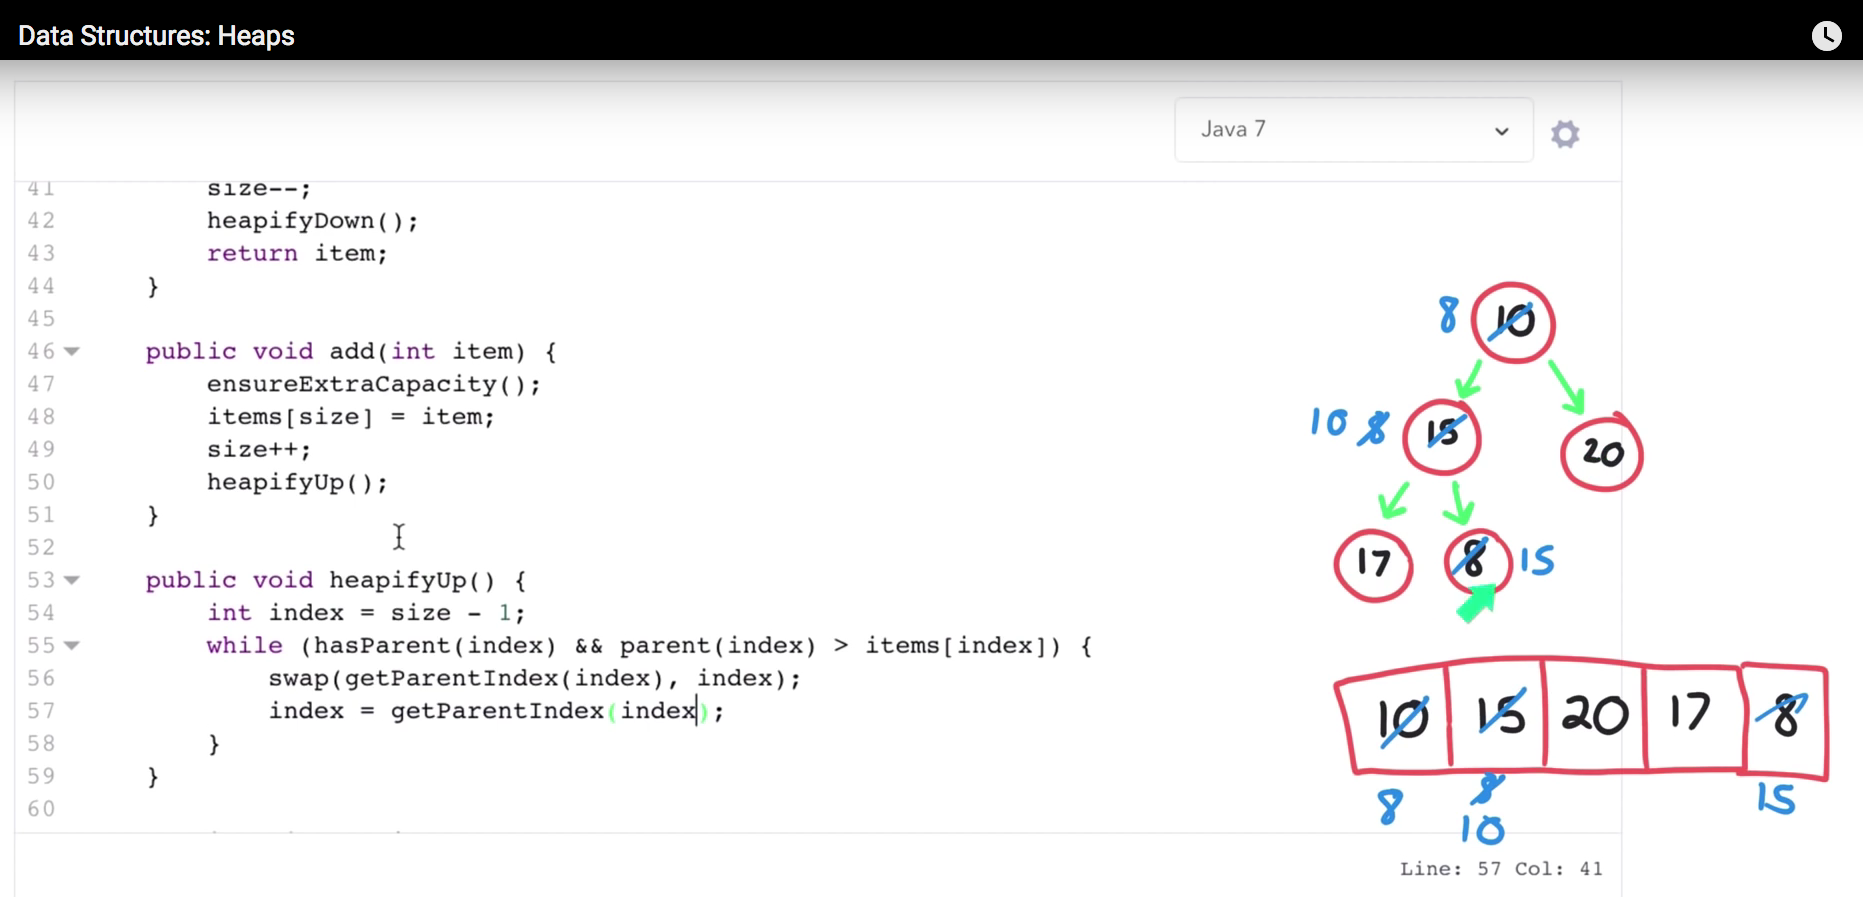 Data Structures: Heaps
Java 7
41 size--;
42 heapifyDown();
43 return item;
44 }
45
46 public void add(int item) {
47 ensureExtraCapacity();
48 items[size] = item;
49 size++;
50 heapifyUp();
51 }
52
53 public void heapifyUp() {
54 int index = size - 1;
55 while (hasParent(index) && parent(index) > items[index]) {
56 swap(getParentIndex(index), index);
57 index = getParentIndex(index);
58 }
59 }
60
8 10
10 8 15
20
17 8 15
10 15 20 17 8
8 8 15
10
Line: 57 Col: 41